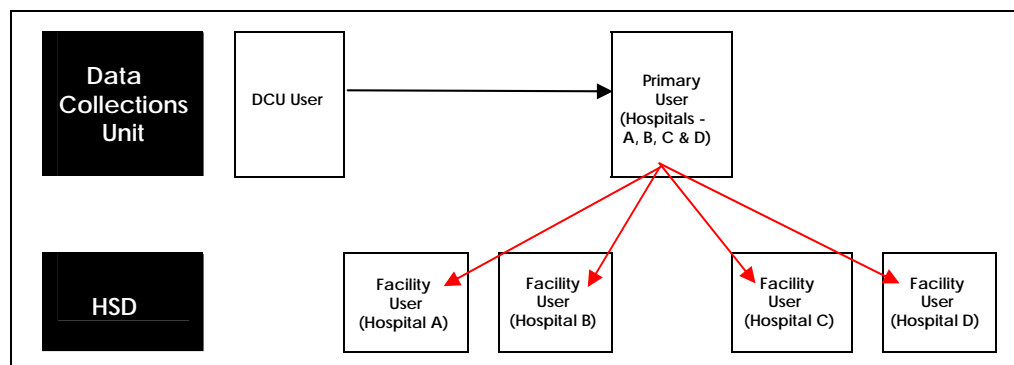 Data
Collections
Unit
DCU User
Primary
User
(Hospitals -
A, B, C & D)
HSD
Facility
User
(Hospital A)
Facility
User
(Hospital B)
Facility
User
(Hospital C)
Facility
User
(Hospital D)